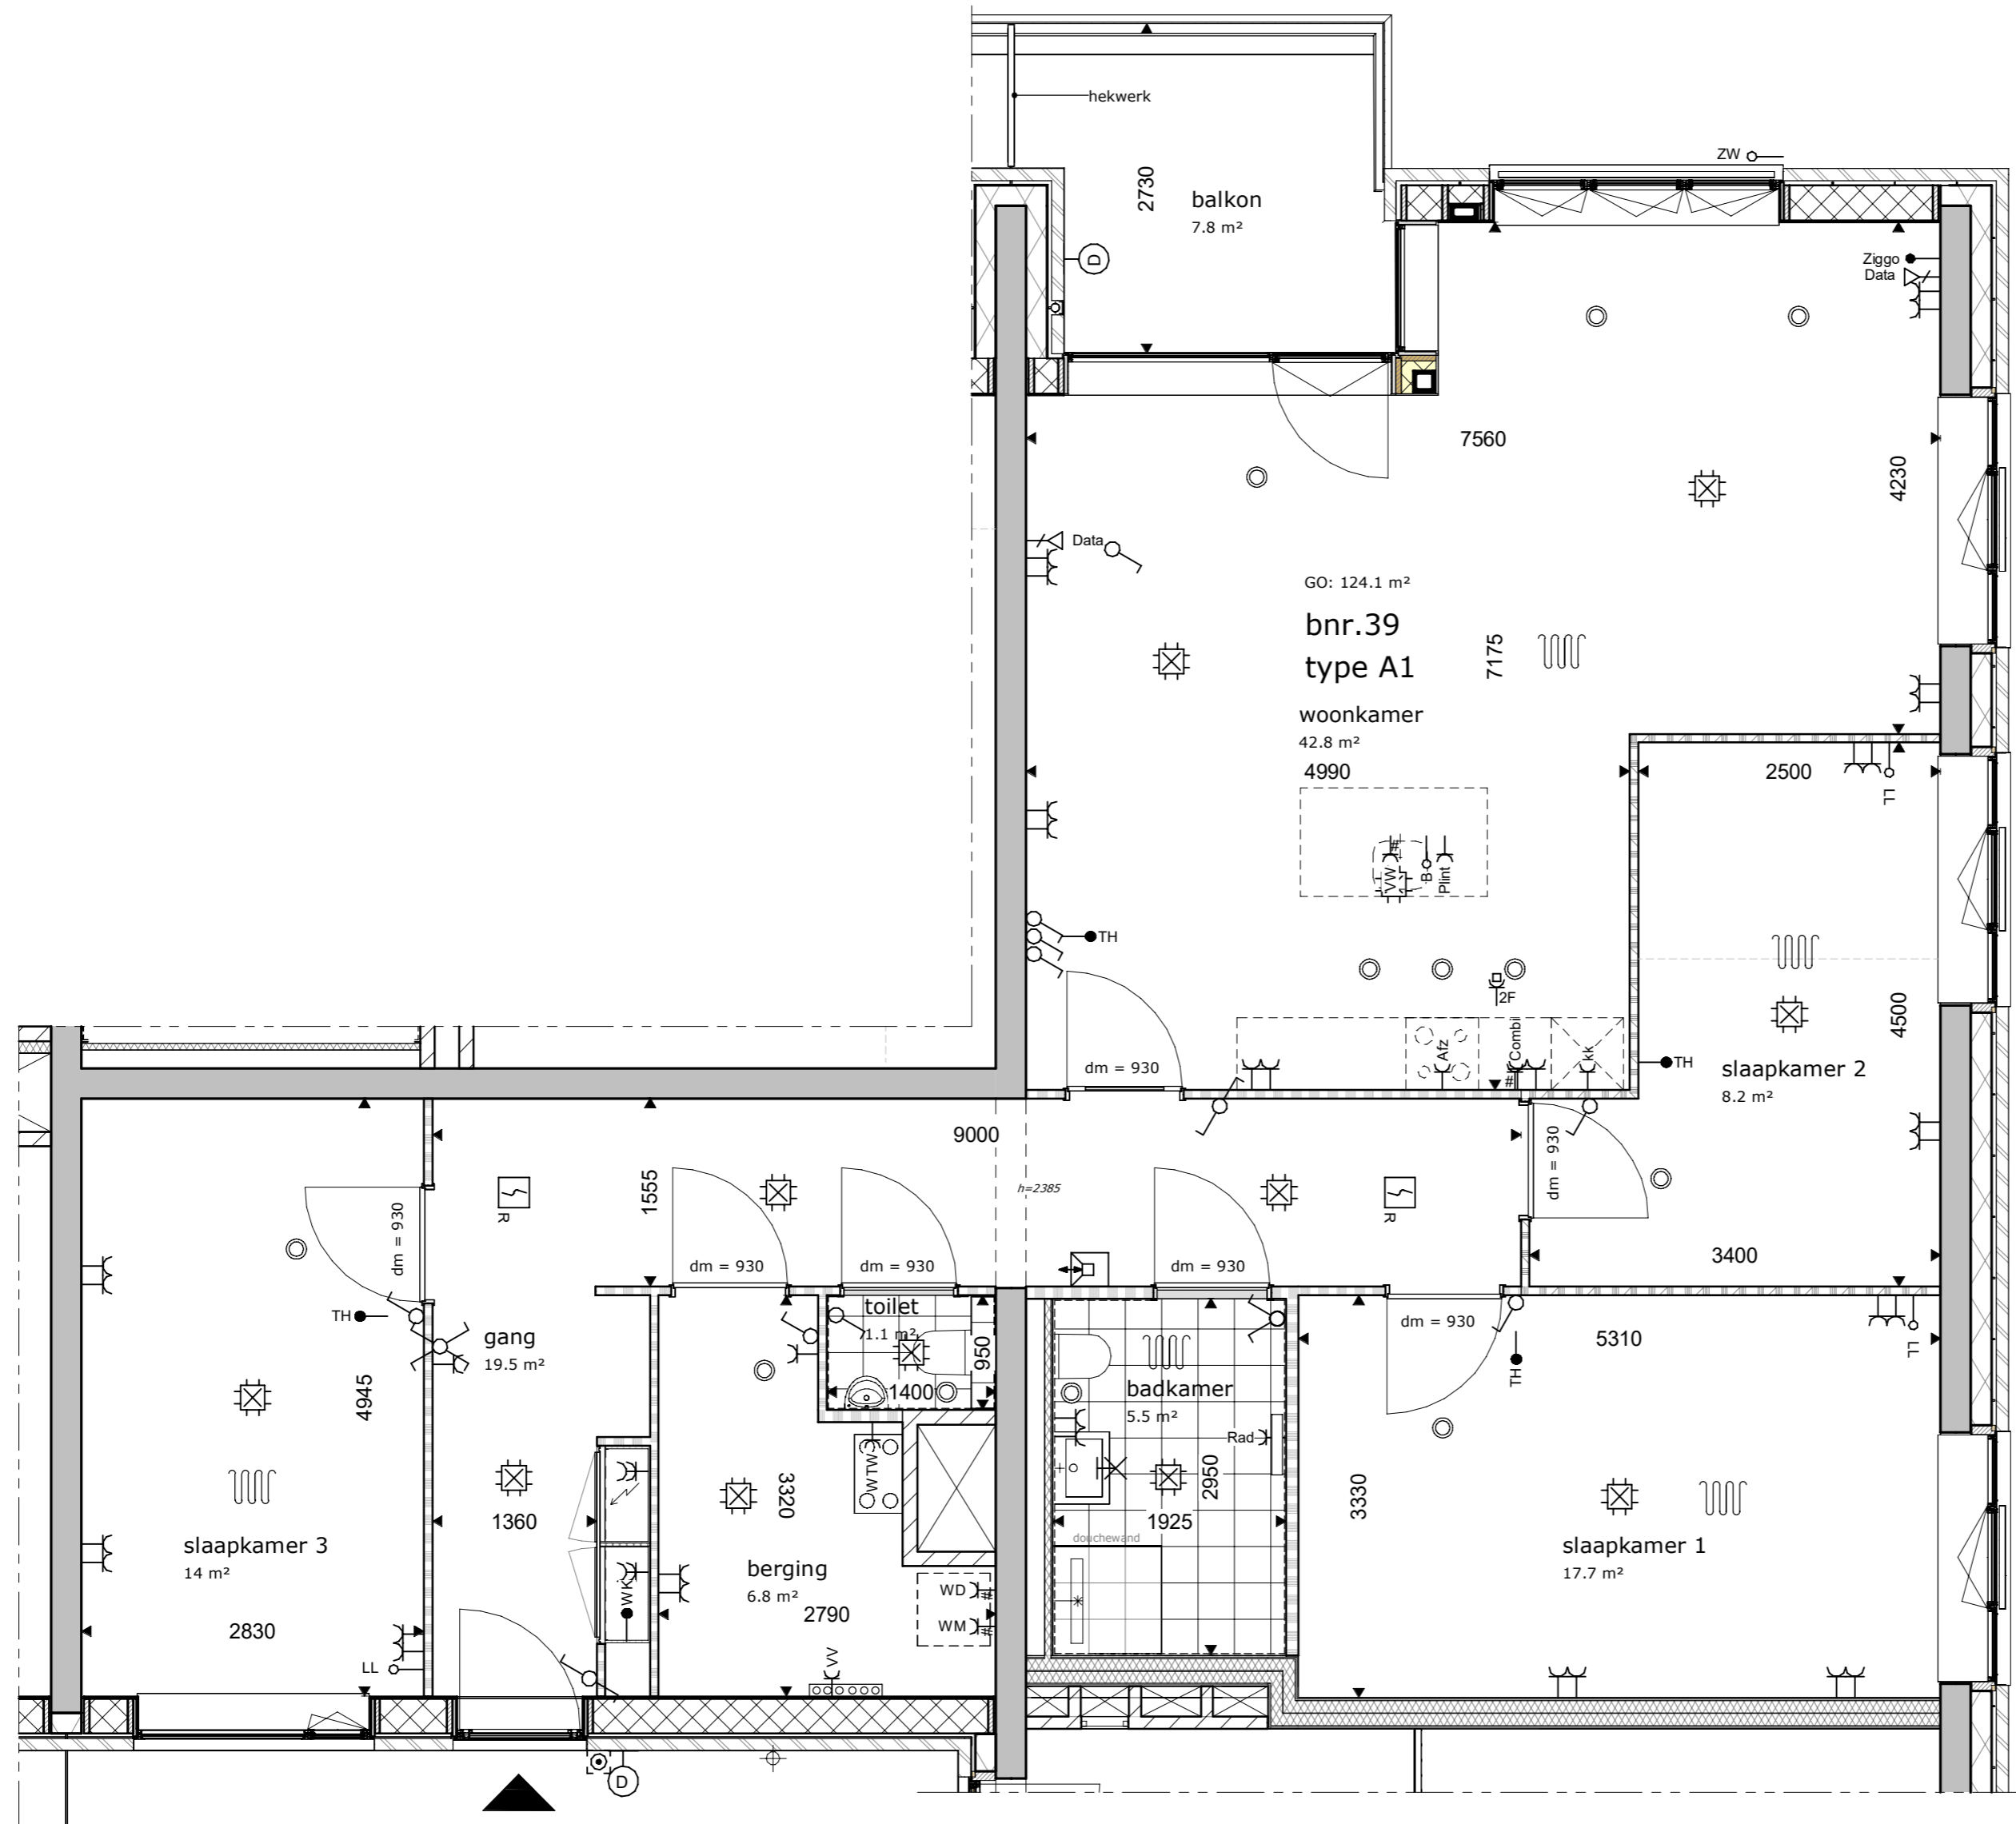 hekwerk
ZW
2730
balkon
7.8 m²
D
Ziggo
Data
7560
4230
Data
GO: 124.1 m²
bnr.39
type A1
7175
woonkamer
42.8 m²
4990
2500
LL
#
VW
B
Plint
TH
2F
4500
Afz
Combi
#
kk
dm = 930
TH
slaapkamer 2
8.2 m²
9000
dm = 930
1555
h=2385
R
R
dm = 930
dm = 930
dm = 930
dm = 930
3400
TH
toilet
1.1 m²
gang
19.5 m²
950
1400
dm = 930
5310
LL
TH
4945
badkamer
5.5 m²
Rad
WTW
2950
3320
3330
1360
1925
douchewand
slaapkamer 3
14 m²
slaapkamer 1
17.7 m²
berging
6.8 m²
WK
WD
#
2790
WM
#
2830
VV
LL
D